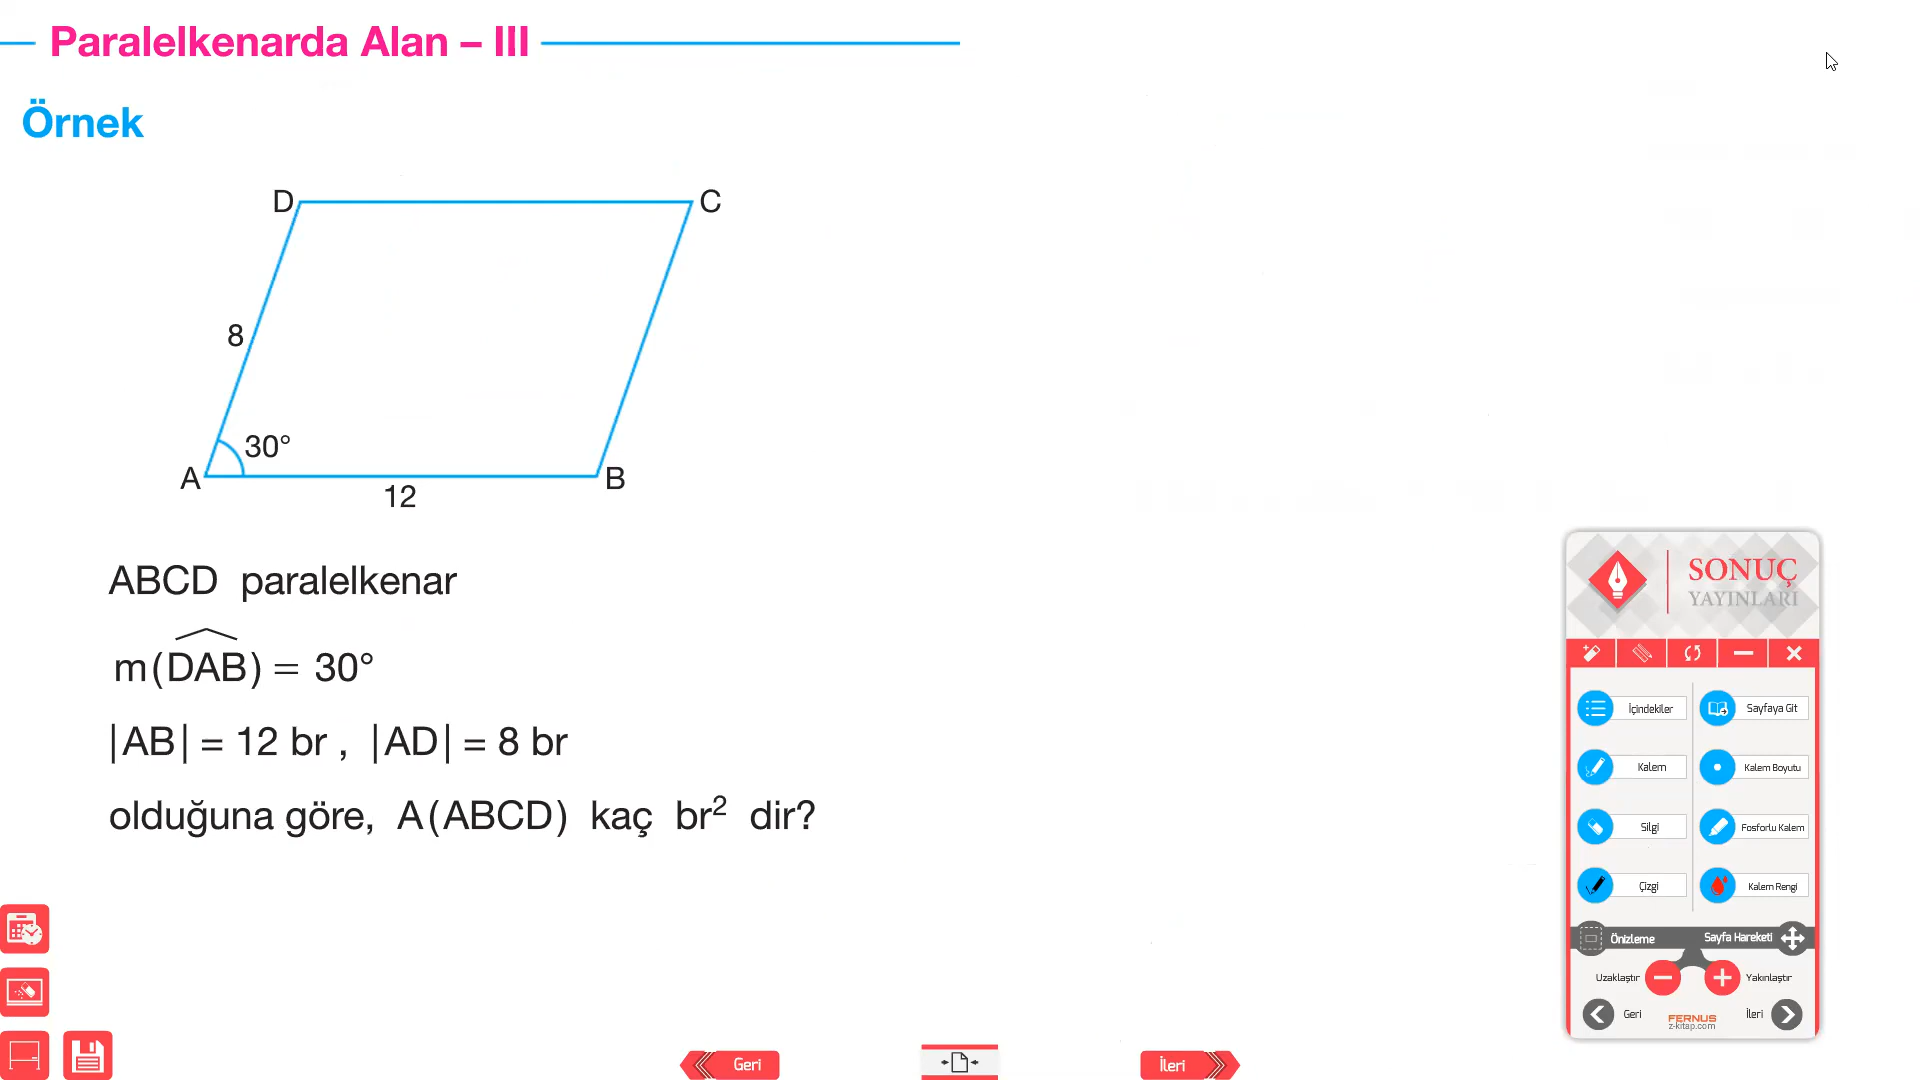 Paralelkenarda Alan – III
Örnek
D
C
8
30°
A
B
12
ABCD paralelkenar
m(DAB) = 30°
|AB| = 12 br , |AD| = 8 br
olduğuna göre, A(ABCD) kaç br² dir?
SONUÇ
YAYINLARI
İçindekiler
Sayfaya Git
Kalem
Kalem Boyutu
Silgi
Fosforlu Kalem
Çizgi
Kalem Rengi
Önizleme
Sayfa Hareketi
Uzaklaştır
Yakınlaştır
Geri
FERNUS
z-kitap.com
İleri
Geri
İleri